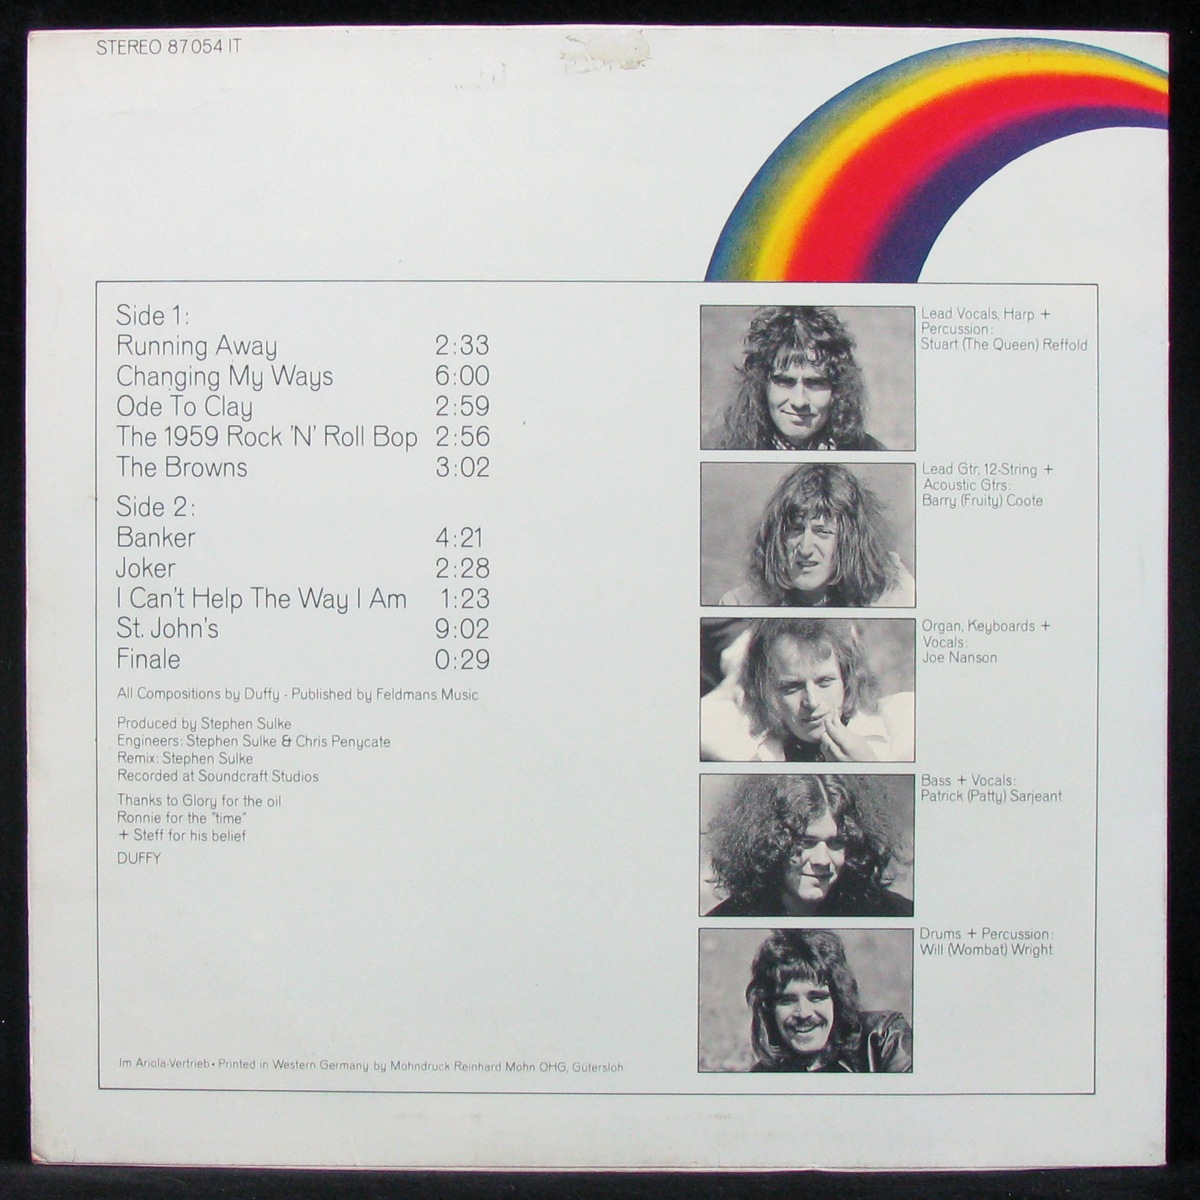 STEREO 87 054 IT
Side 1:
Running Away 2:33
Changing My Ways 6:00
Ode To Clay 2:59
The 1959 Rock 'N' Roll Bop 2:56
The Browns 3:02
Side 2:
Banker 4:21
Joker 2:28
I Can't Help The Way I Am 1:23
St. John's 9:02
Finale 0:29
All Compositions by Duffy - Published by Feldmans Music
Produced by Stephen Sulke
Engineers: Stephen Sulke & Chris Penycate
Remix: Stephen Sulke
Recorded at Soundcraft Studios
Thanks to Glory for the oil
Ronnie for the "time"
+ Steff for his belief
DUFFY
Im Ariola-Vertrieb • Printed in Western Germany by Mohndruck Reinhard Mohn OHG, Gütersloh
Lead Vocals, Harp +
Percussion:
Stuart (The Queen) Reffold
Lead Gtr, 12-String +
Acoustic Gtrs:
Barry (Fruity) Coote
Organ, Keyboards +
Vocals:
Joe Nanson
Bass + Vocals:
Patrick (Patty) Sarjeant
Drums + Percussion:
Will (Wombat) Wright